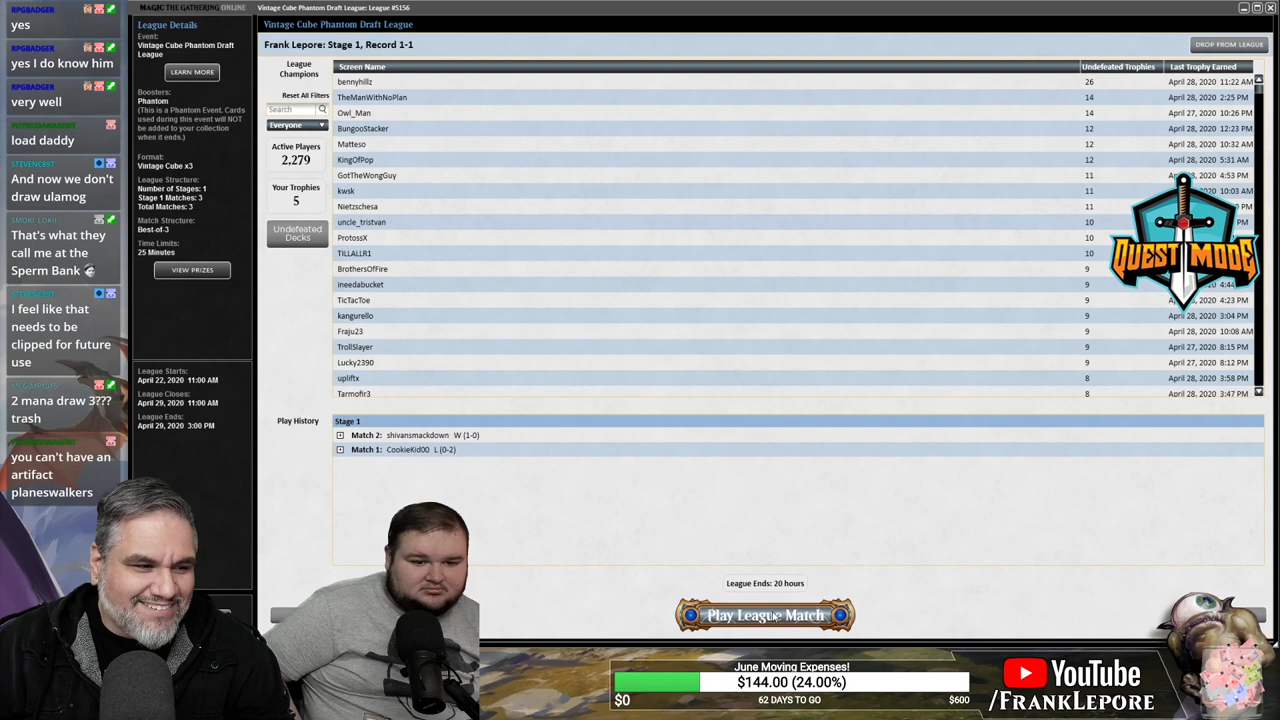 MAGIC THE GATHERING ONLINE
Vintage Cube Phantom Draft League: League #5156
yes
RPGBADGER
yes I do know him
RPGBADGER
very well
load daddy
STEVENC897
And now we don't
draw ulamog
SMOKI_LOKII
That's what they
call me at the
Sperm Bank
STEVENC897
I feel like that
needs to be
clipped for future
use
MCGIMPI1015
2 mana draw 3???
trash
you can't have an
artifact
planeswalkers
League Details
Event:
Vintage Cube Phantom Draft
League
LEARN MORE
Boosters:
Phantom
(This is a Phantom Event. Cards
used during this event will NOT
be added to your collection
when it ends.)
Format:
Vintage Cube x3
League Structure:
Number of Stages: 1
Stage 1 Matches: 3
Total Matches: 3
Match Structure:
Best-of-3
Time Limits:
25 Minutes
VIEW PRIZES
League Starts:
April 22, 2020 11:00 AM
League Closes:
April 29, 2020 11:00 AM
League Ends:
April 29, 2020 3:00 PM
Vintage Cube Phantom Draft League
Frank Lepore: Stage 1, Record 1-1
DROP FROM LEAGUE
League
Champions
Reset All Filters
Search
Everyone
Active Players
2,279
Your Trophies
5
Undefeated
Decks
Screen Name Undefeated Trophies Last Trophy Earned
bennyhillz 26 April 28, 2020 11:22 AM
TheManWithNoPlan 14 April 28, 2020 2:25 PM
Owl_Man 14 April 27, 2020 10:26 PM
BungooStacker 12 April 28, 2020 12:23 PM
Matteso 12 April 28, 2020 10:32 AM
KingOfPop 12 April 28, 2020 5:31 AM
GotTheWongGuy 11 April 28, 2020 4:53 PM
kwsk 11 10:03 AM
Nietzschesa 11 PM
uncle_tristvan 10 PM
ProtossX 10
TILLALLR1 10
BrothersOfFire 9
ineedabucket 9 4:44
TicTacToe 9 4:23 PM
kangurello 9 April 28, 2020 3:04 PM
Fraju23 9 April 28, 2020 10:08 AM
TrollSlayer 9 April 27, 2020 8:15 PM
Lucky2390 9 April 27, 2020 8:12 PM
upliftx 8 April 28, 2020 3:58 PM
Tarmofir3 8 April 28, 2020 3:47 PM
QUEST MODE
Play History
Stage 1
Match 2: shivansmackdown W (1-0)
Match 1: CookieKid00 L (0-2)
League Ends: 20 hours
Play League Match
June Moving Expenses!
$144.00 (24.00%)
$0 62 DAYS TO GO $600
YouTube
/FRANKLEPORE